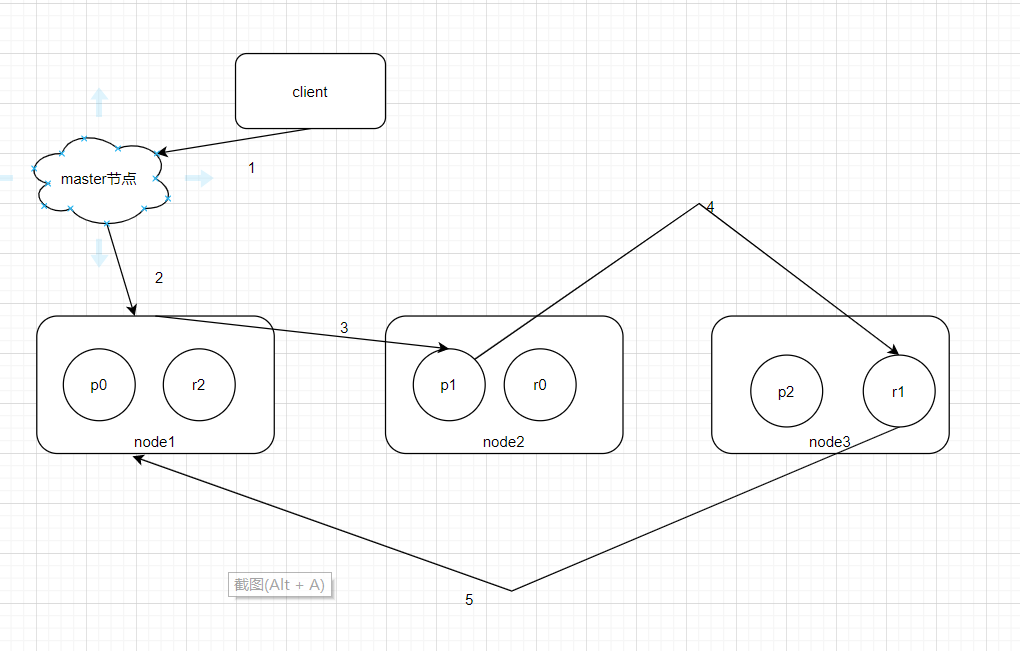 client
1
master节点
4
2
3
p0
r2
p1
r0
p2
r1
node1
node2
node3
截图(Alt + A)
5